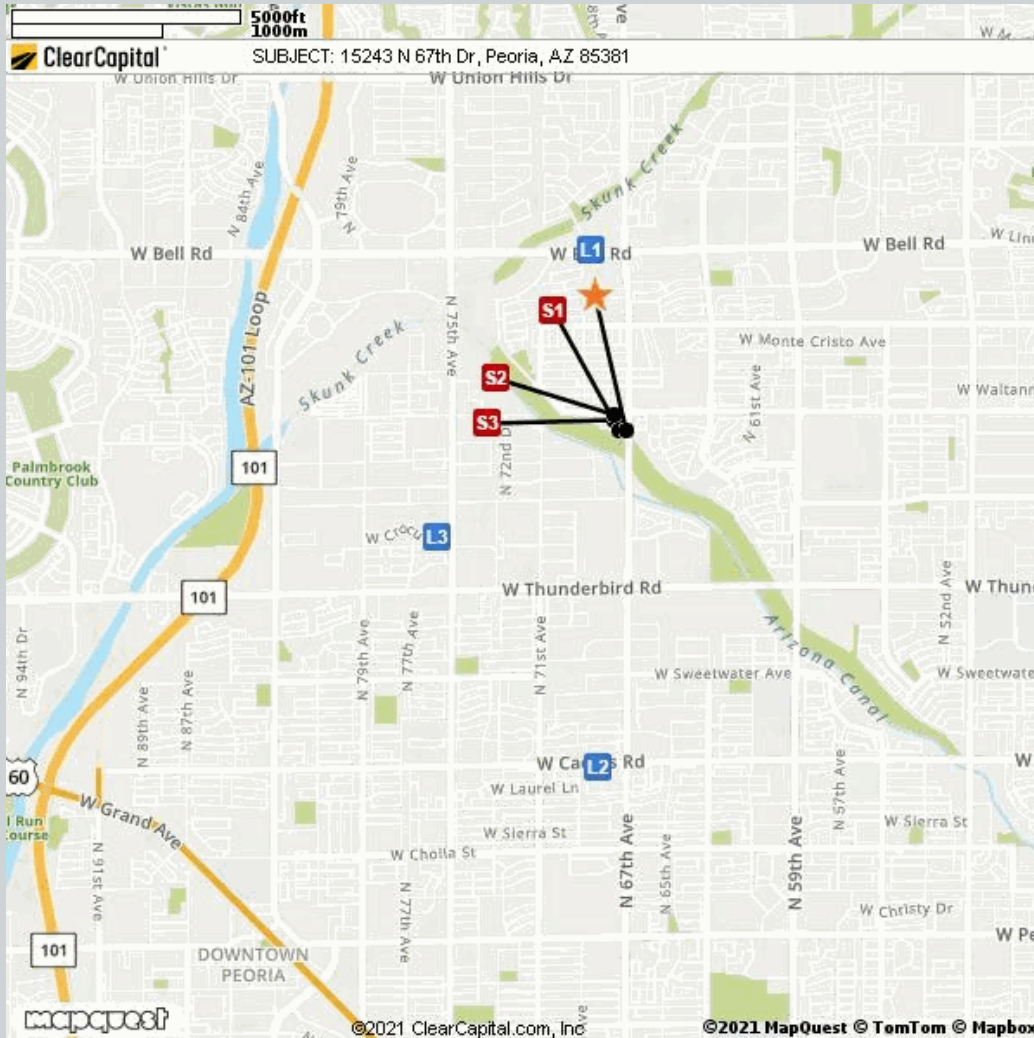 5000ft
1000m
ClearCapital
SUBJECT: 15243 N 67th Dr, Peoria, AZ 85381
W Union Hills Dr
W Union Hills Dr
N 84th Ave
N 79th Ave
Skunk Creek
W Bell Rd
L1
Rd
W Bell Rd
S1
AZ-101 Loop
N 75th Ave
Skunk Creek
W Monte Cristo Ave
S2
N 61st Ave
S3
N 72nd D
Palmbrook
Country Club
101
W Crocu
L3
W Thunderbird Rd
101
N 94th Dr
N 79th Ave
N 77th Ave
N 71st Ave
N 52nd Ave
W Sweetwater Ave
Arizona Canal
N 89th Ave
N 87th Ave
L2
Rd
60
W Laurel Ln
W Grand Ave
N 57th Ave
W Sierra St
W Sierra St
W Cholla St
N 91st Ave
N 77th Ave
N 67th Ave
N 65th Ave
N 59th Ave
W Christy Dr
101
DOWNTOWN
PEORIA
mapquest
©2021 ClearCapital.com, Inc
©2021 MapQuest © TomTom © Mapbox